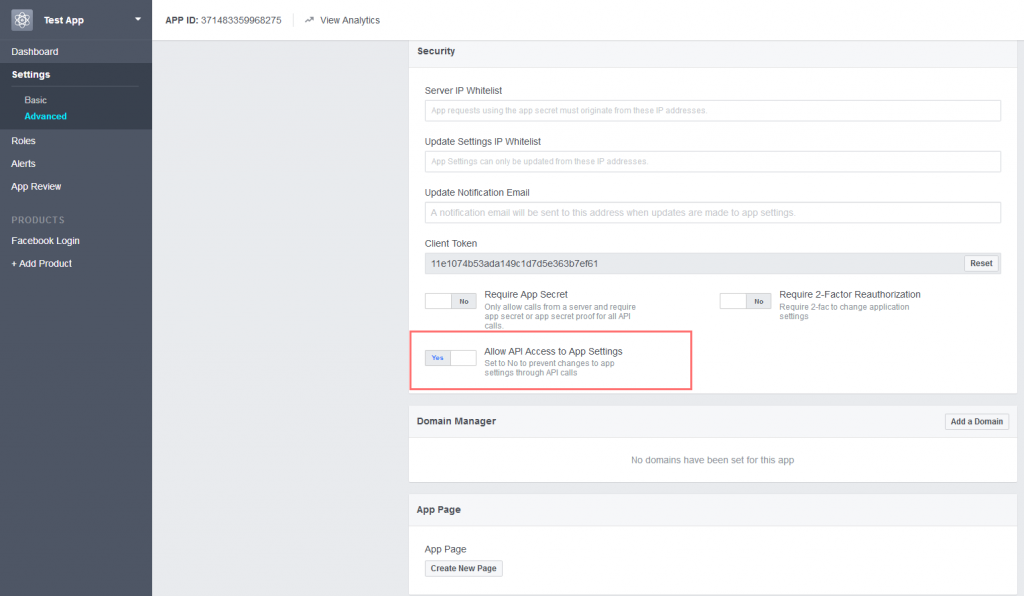 Test App
APP ID: 371483359968275
View Analytics
Dashboard
Settings
Basic
Advanced
Roles
Alerts
App Review
PRODUCTS
Facebook Login
+ Add Product
Security
Server IP Whitelist
App requests using the app secret must originate from these IP addresses.
Update Settings IP Whitelist
App Settings can only be updated from these IP addresses.
Update Notification Email
A notification email will be sent to this address when updates are made to app settings.
Client Token
11e1074b53ada149c1d7d5e363b7ef61
Reset
No
Require App Secret
Only allow calls from a server and require
app secret or app secret proof for all API
calls.
No
Require 2-Factor Reauthorization
Require 2-fac to change application
settings
Yes
Allow API Access to App Settings
Set to No to prevent changes to app
settings through API calls
Domain Manager
Add a Domain
No domains have been set for this app
App Page
App Page
Create New Page